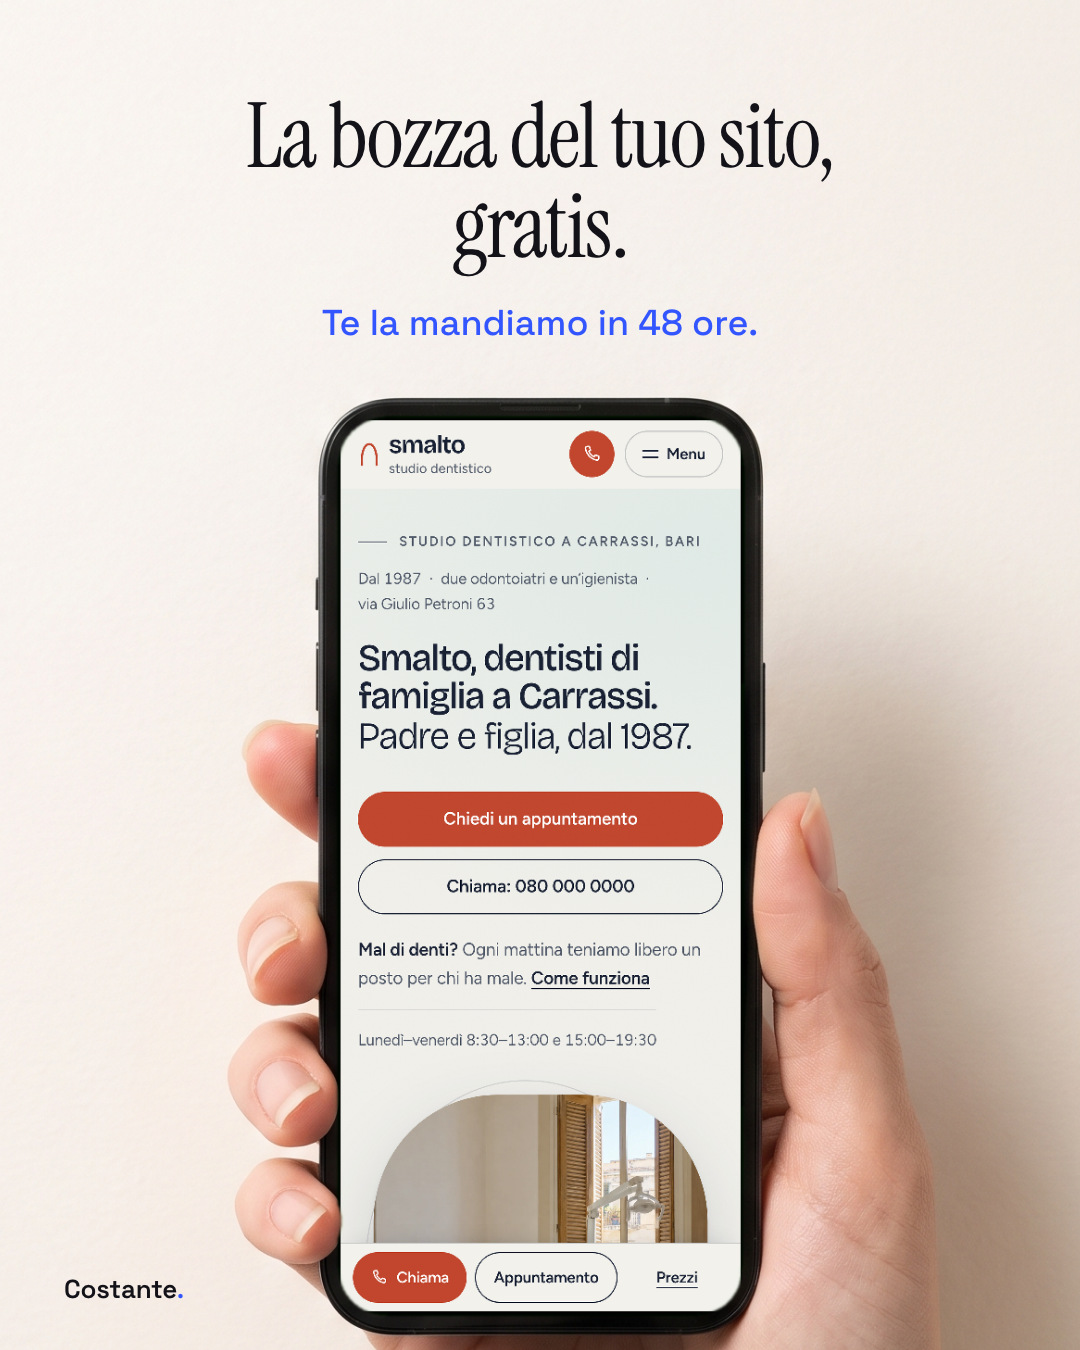 La bozza del tuo sito,
gratis.
Te la mandiamo in 48 ore.
smalto
studio dentistico
Menu
STUDIO DENTISTICO A CARRASSI, BARI
Dal 1987 · due odontoiatri e un'igienista ·
via Giulio Petroni 63
Smalto, dentisti di
famiglia a Carrassi.
Padre e figlia, dal 1987.
Chiedi un appuntamento
Chiama: 080 000 0000
Mal di denti? Ogni mattina teniamo libero un
posto per chi ha male. Come funziona
Lunedì–venerdì 8:30–13:00 e 15:00–19:30
Chiama
Appuntamento
Prezzi
Costante.